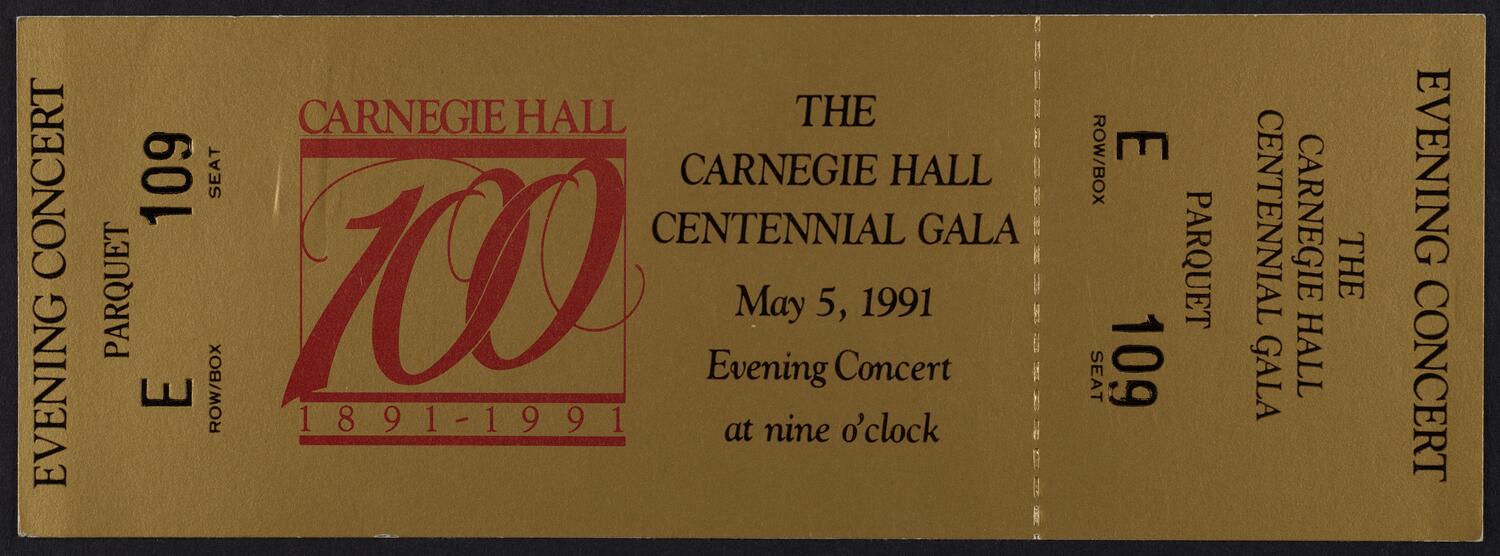 EVENING CONCERT
PARQUET
E 109
ROW/BOX SEAT
CARNEGIE HALL
100
1891-1991
THE
CARNEGIE HALL
CENTENNIAL GALA
May 5, 1991
Evening Concert
at nine o'clock
EVENING CONCERT
THE
CARNEGIE HALL
CENTENNIAL GALA
PARQUET
E 109
ROW/BOX SEAT